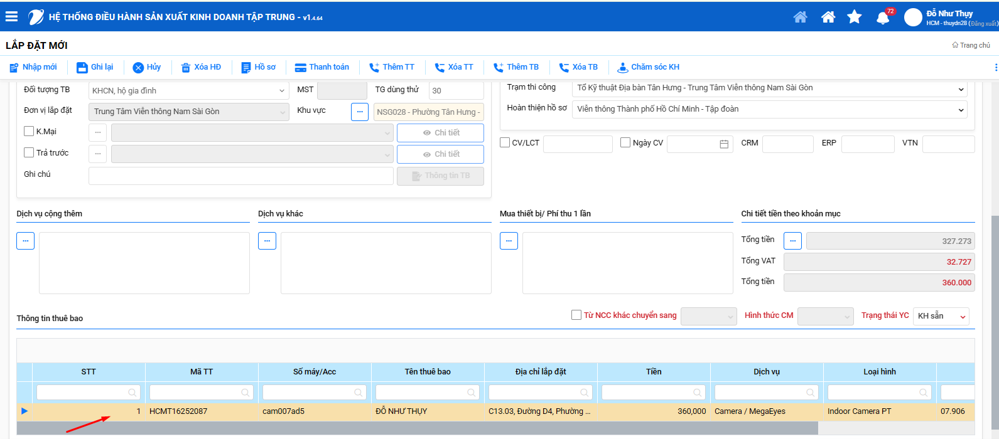 HỆ THỐNG ĐIỀU HÀNH SẢN XUẤT KINH DOANH TẬP TRUNG - v1.4.64
72
Đỗ Như Thụy
HCM - thuydn28 (Đăng xuất)
LẮP ĐẶT MỚI
Trang chủ
Nhập mới Ghi lại Hủy Xóa HĐ Hồ sơ Thanh toán Thêm TT Xóa TT Thêm TB Xóa TB Chăm sóc KH
Đối tượng TB KHCN, hộ gia đình MST TG dùng thử 30
Trạm thi công Tổ Kỹ thuật Địa bàn Tân Hưng - Trung Tâm Viễn thông Nam Sài Gòn
Đơn vị lắp đặt Trung Tâm Viễn thông Nam Sài Gòn Khu vực ... NSG028 - Phường Tân Hưng -
Hoàn thiện hồ sơ Viễn thông Thành phố Hồ Chí Minh - Tập đoàn
K.Mại ... Chi tiết
CV/LCT Ngày CV CRM ERP VTN
Trả trước ... Chi tiết
Ghi chú Thông tin TB
Dịch vụ cộng thêm Dịch vụ khác Mua thiết bị/ Phí thu 1 lần Chi tiết tiền theo khoản mục
... ... ... Tổng tiền ... 327.273
Tổng VAT 32.727
Tổng tiền 360.000
Thông tin thuê bao Từ NCC khác chuyển sang Hình thức CM Trạng thái YC KH sẵn
STT Mã TT Số máy/Acc Tên thuê bao Địa chỉ lắp đặt Tiền Dịch vụ Loại hình
1 HCMT16252087 cam007ad5 ĐỖ NHƯ THỤY C13.03, Đường D4, Phường ... 360,000 Camera / MegaEyes Indoor Camera PT 07.906